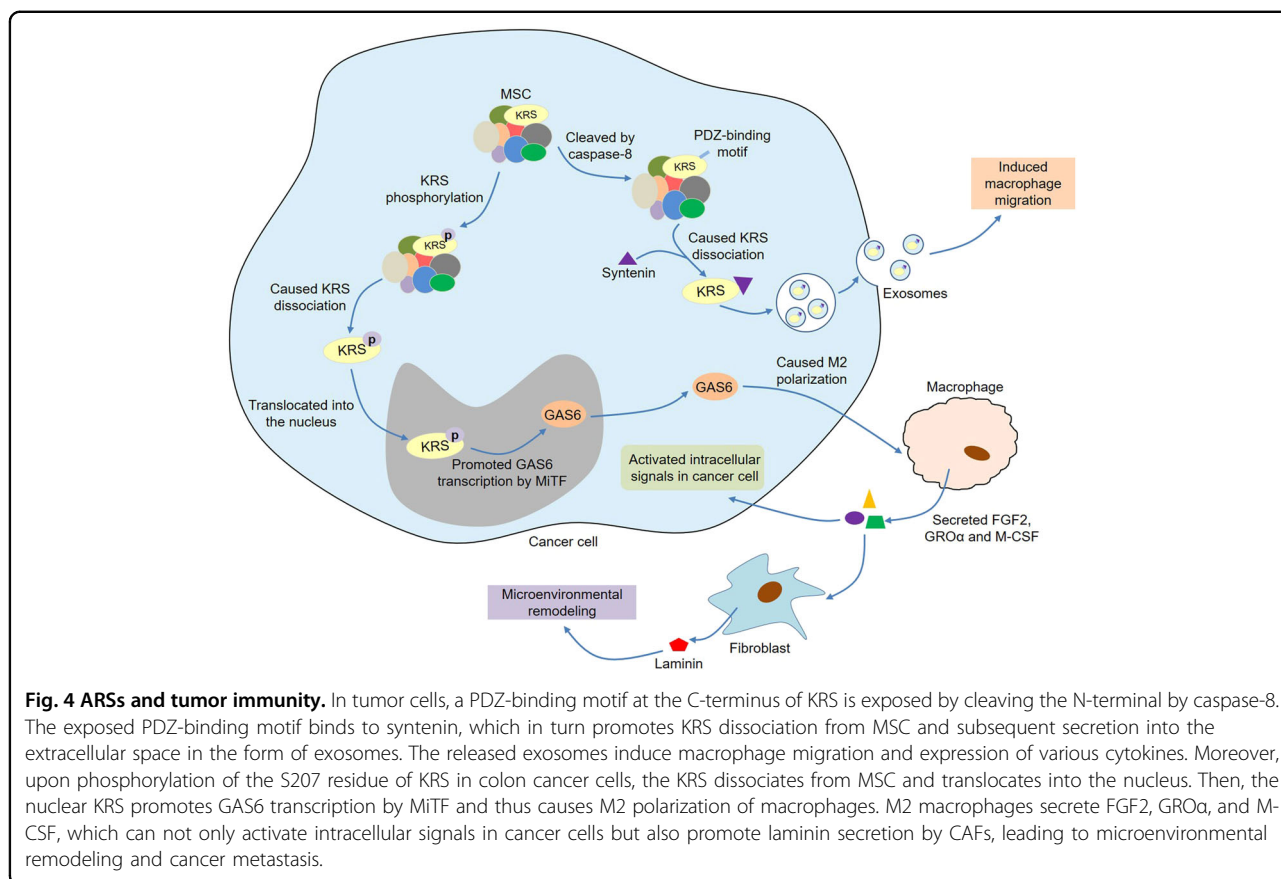 MSC
KRS
Cleaved by
caspase-8
PDZ-binding
motif
KRS
KRS
phosphorylation
p
KRS
Caused KRS
dissociation
Syntenin
KRS
Exosomes
Induced
macrophage
migration
Caused KRS
dissociation
p
KRS
Translocated into
the nucleus
p
KRS
Promoted GAS6
transcription by MiTF
GAS6
GAS6
Caused M2
polarization
Macrophage
Activated intracellular
signals in cancer cell
Secreted FGF2,
GROα and M-CSF
Cancer cell
Microenvironmental
remodeling
Laminin
Fibroblast
Fig. 4 ARSs and tumor immunity. In tumor cells, a PDZ-binding motif at the C-terminus of KRS is exposed by cleaving the N-terminal by caspase-8.
The exposed PDZ-binding motif binds to syntenin, which in turn promotes KRS dissociation from MSC and subsequent secretion into the
extracellular space in the form of exosomes. The released exosomes induce macrophage migration and expression of various cytokines. Moreover,
upon phosphorylation of the S207 residue of KRS in colon cancer cells, the KRS dissociates from MSC and translocates into the nucleus. Then, the
nuclear KRS promotes GAS6 transcription by MiTF and thus causes M2 polarization of macrophages. M2 macrophages secrete FGF2, GROα, and M-
CSF, which can not only activate intracellular signals in cancer cells but also promote laminin secretion by CAFs, leading to microenvironmental
remodeling and cancer metastasis.